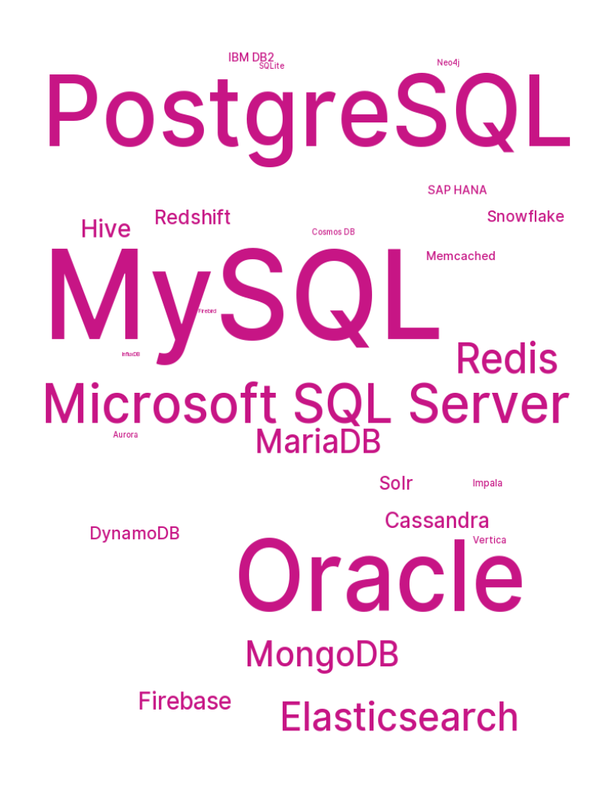 IBM DB2
SQLite
Neo4j
PostgreSQL
SAP HANA
Snowflake
Redshift
Hive
Cosmos DB
Memcached
MySQL
Firebird
InfluxDB
Redis
Microsoft SQL Server
Aurora
MariaDB
Solr
Impala
Cassandra
DynamoDB
Vertica
Oracle
MongoDB
Firebase
Elasticsearch